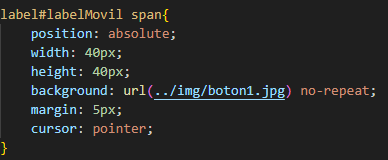 label#labelMovil span{
    position: absolute;
    width: 40px;
    height: 40px;
    background: url(../img/boton1.jpg) no-repeat;
    margin: 5px;
    cursor: pointer;
}